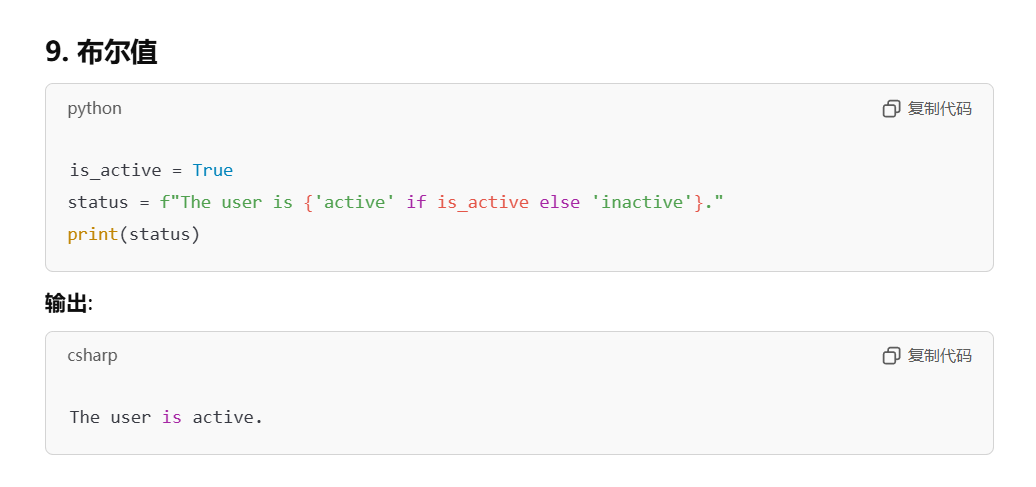 9. 布尔值
python
复制代码
is_active = True
status = f"The user is {'active' if is_active else 'inactive'}."
print(status)
输出:
csharp
复制代码
The user is active.